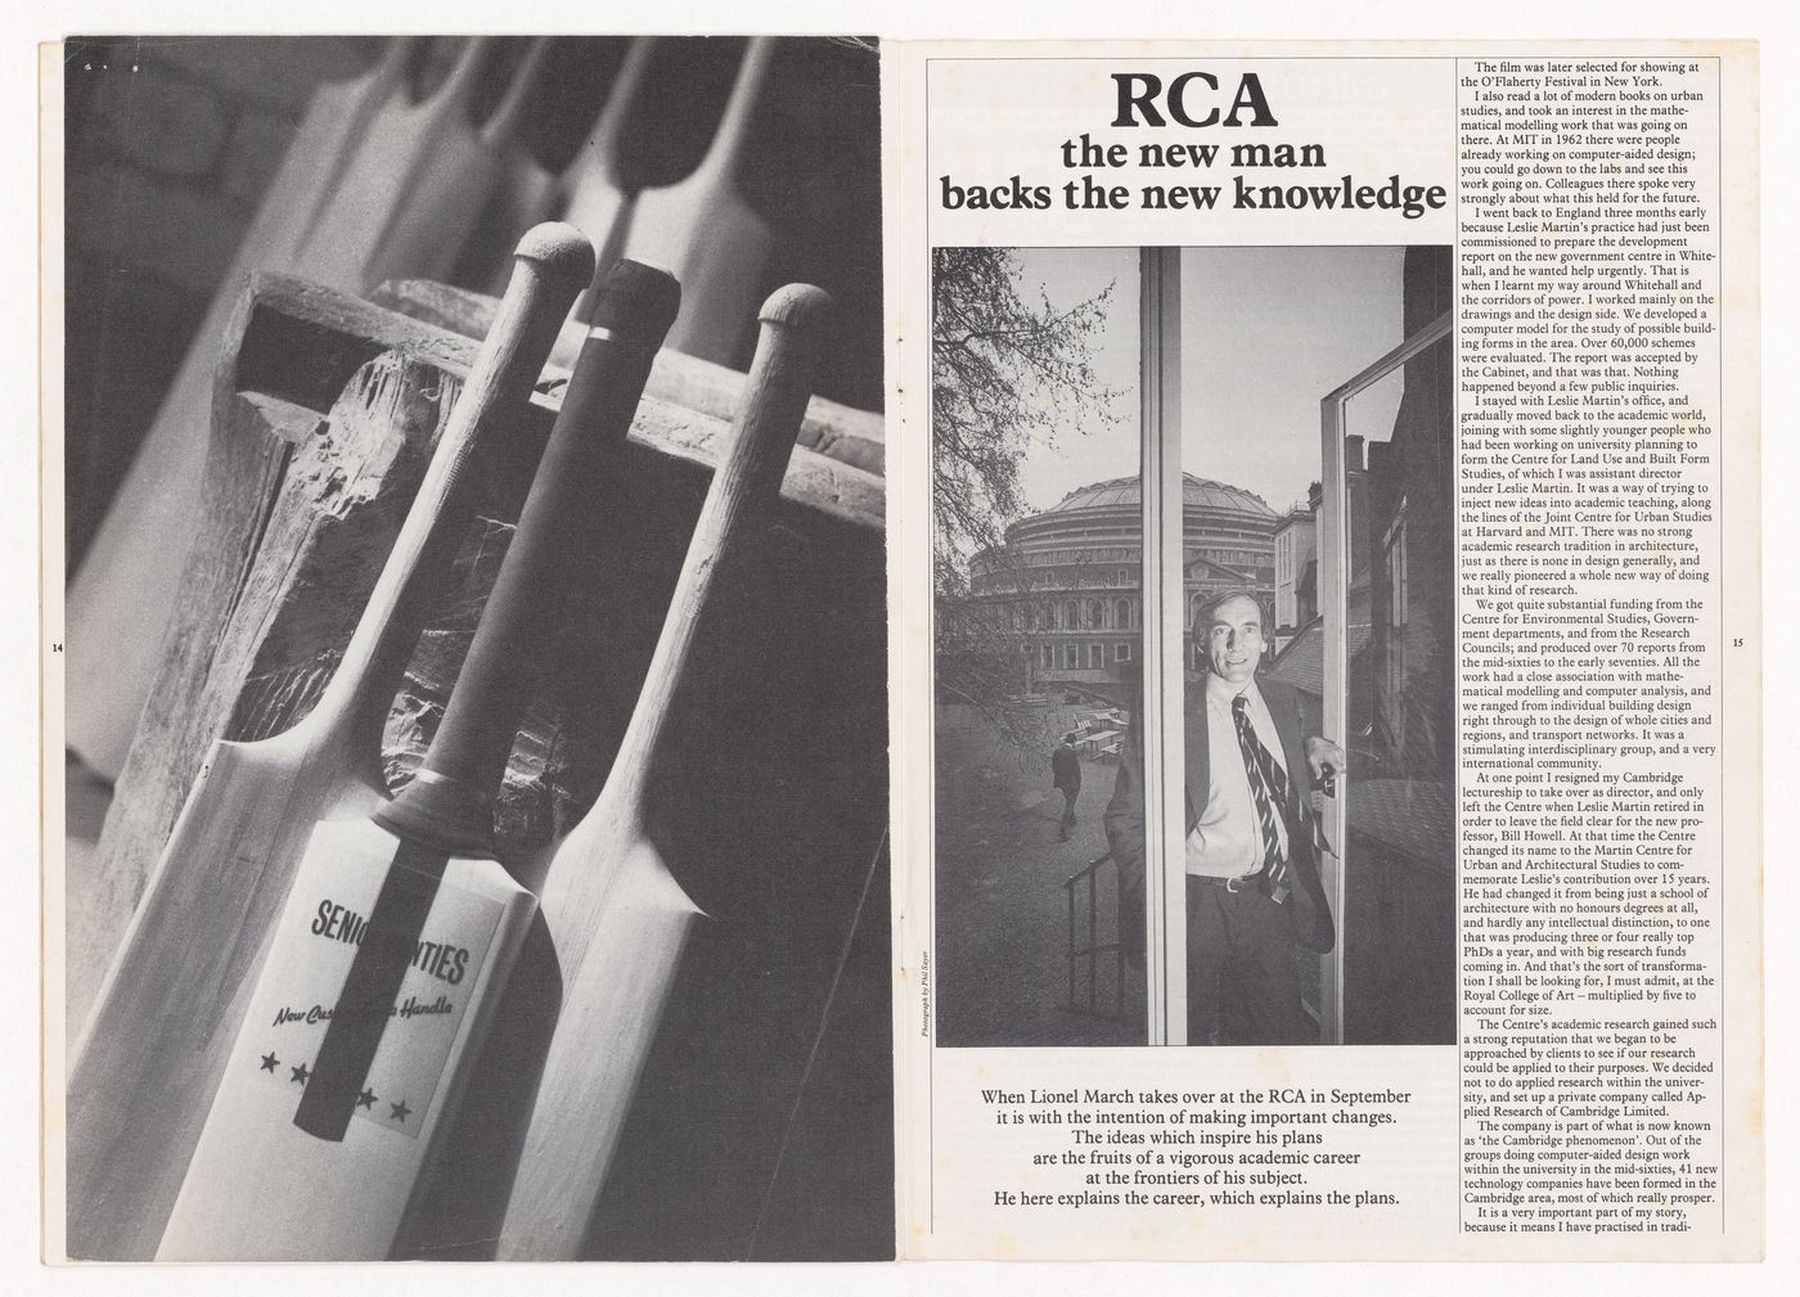 14
SENIO
NTIES
New Cus
Handle
RCA
the new man
backs the new knowledge
Photograph by Phil Sayer
When Lionel March takes over at the RCA in September
it is with the intention of making important changes.
The ideas which inspire his plans
are the fruits of a vigorous academic career
at the frontiers of his subject.
He here explains the career, which explains the plans.
The film was later selected for showing at
the O'Flaherty Festival in New York.
I also read a lot of modern books on urban
studies, and took an interest in the mathe-
matical modelling work that was going on
there. At MIT in 1962 there were people
already working on computer-aided design;
you could go down to the labs and see this
work going on. Colleagues there spoke very
strongly about what this held for the future.
I went back to England three months early
because Leslie Martin's practice had just been
commissioned to prepare the development
report on the new government centre in White-
hall, and he wanted help urgently. That is
when I learnt my way around Whitehall and
the corridors of power. I worked mainly on the
drawings and the design side. We developed a
computer model for the study of possible build-
ing forms in the area. Over 60,000 schemes
were evaluated. The report was accepted by
the Cabinet, and that was that. Nothing
happened beyond a few public inquiries.
I stayed with Leslie Martin's office, and
gradually moved back to the academic world,
joining with some slightly younger people who
had been working on university planning to
form the Centre for Land Use and Built Form
Studies, of which I was assistant director
under Leslie Martin. It was a way of trying to
inject new ideas into academic teaching, along
the lines of the Joint Centre for Urban Studies
at Harvard and MIT. There was no strong
academic research tradition in architecture,
just as there is none in design generally, and
we really pioneered a whole new way of doing
that kind of research.
We got quite substantial funding from the
Centre for Environmental Studies, Govern-
ment departments, and from the Research
Councils; and produced over 70 reports from
the mid-sixties to the early seventies. All the
work had a close association with mathe-
matical modelling and computer analysis, and
we ranged from individual building design
right through to the design of whole cities and
regions, and transport networks. It was a
stimulating interdisciplinary group, and a very
international community.
At one point I resigned my Cambridge
lectureship to take over as director, and only
left the Centre when Leslie Martin retired in
order to leave the field clear for the new pro-
fessor, Bill Howell. At that time the Centre
changed its name to the Martin Centre for
Urban and Architectural Studies to com-
memorate Leslie's contribution over 15 years.
He had changed it from being just a school of
architecture with no honours degrees at all,
and hardly any intellectual distinction, to one
that was producing three or four really top
PhDs a year, and with big research funds
coming in. And that's the sort of transforma-
tion I shall be looking for, I must admit, at the
Royal College of Art – multiplied by five to
account for size.
The Centre's academic research gained such
a strong reputation that we began to be
approached by clients to see if our research
could be applied to their purposes. We decided
not to do applied research within the univer-
sity, and set up a private company called Ap-
plied Research of Cambridge Limited.
The company is part of what is now known
as 'the Cambridge phenomenon'. Out of the
groups doing computer-aided design work
within the university in the mid-sixties, 41 new
technology companies have been formed in the
Cambridge area, most of which really prosper.
It is a very important part of my story,
because it means I have practised in tradi-
15